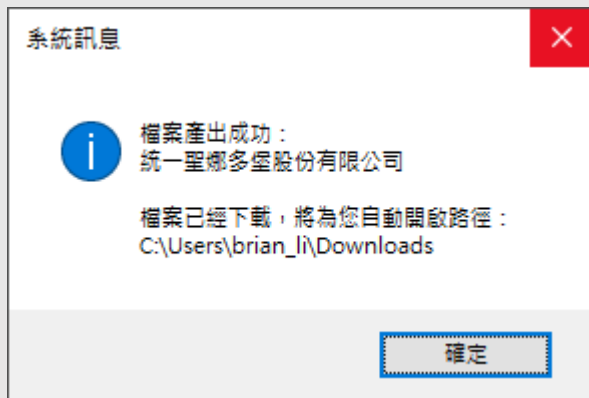 系統訊息
檔案產出成功：
統一聖娜多堡股份有限公司
檔案已經下載，將為您自動開啟路徑：
C:\Users\brian_li\Downloads
確定